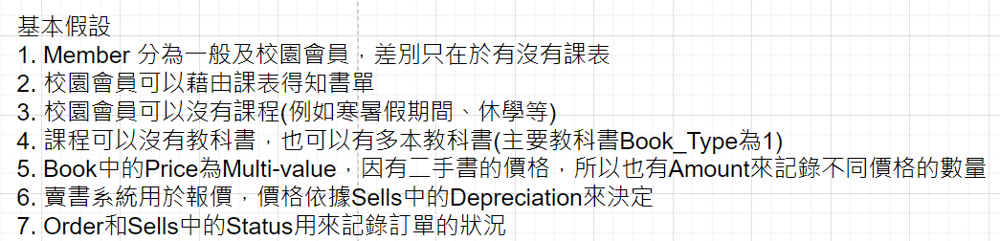 基本假設
1. Member 分為一般及校園會員，差別只在於有沒有課表
2. 校園會員可以藉由課表得知書單
3. 校園會員可以沒有課程(例如寒暑假期間、休學等)
4. 課程可以沒有教科書，也可以有多本教科書(主要教科書Book_Type為1)
5. Book中的Price為Multi-value，因有二手書的價格，所以也有Amount來記錄不同價格的數量
6. 賣書系統用於報價，價格依據Sells中的Depreciation來決定
7. Order和Sells中的Status用來記錄訂單的狀況